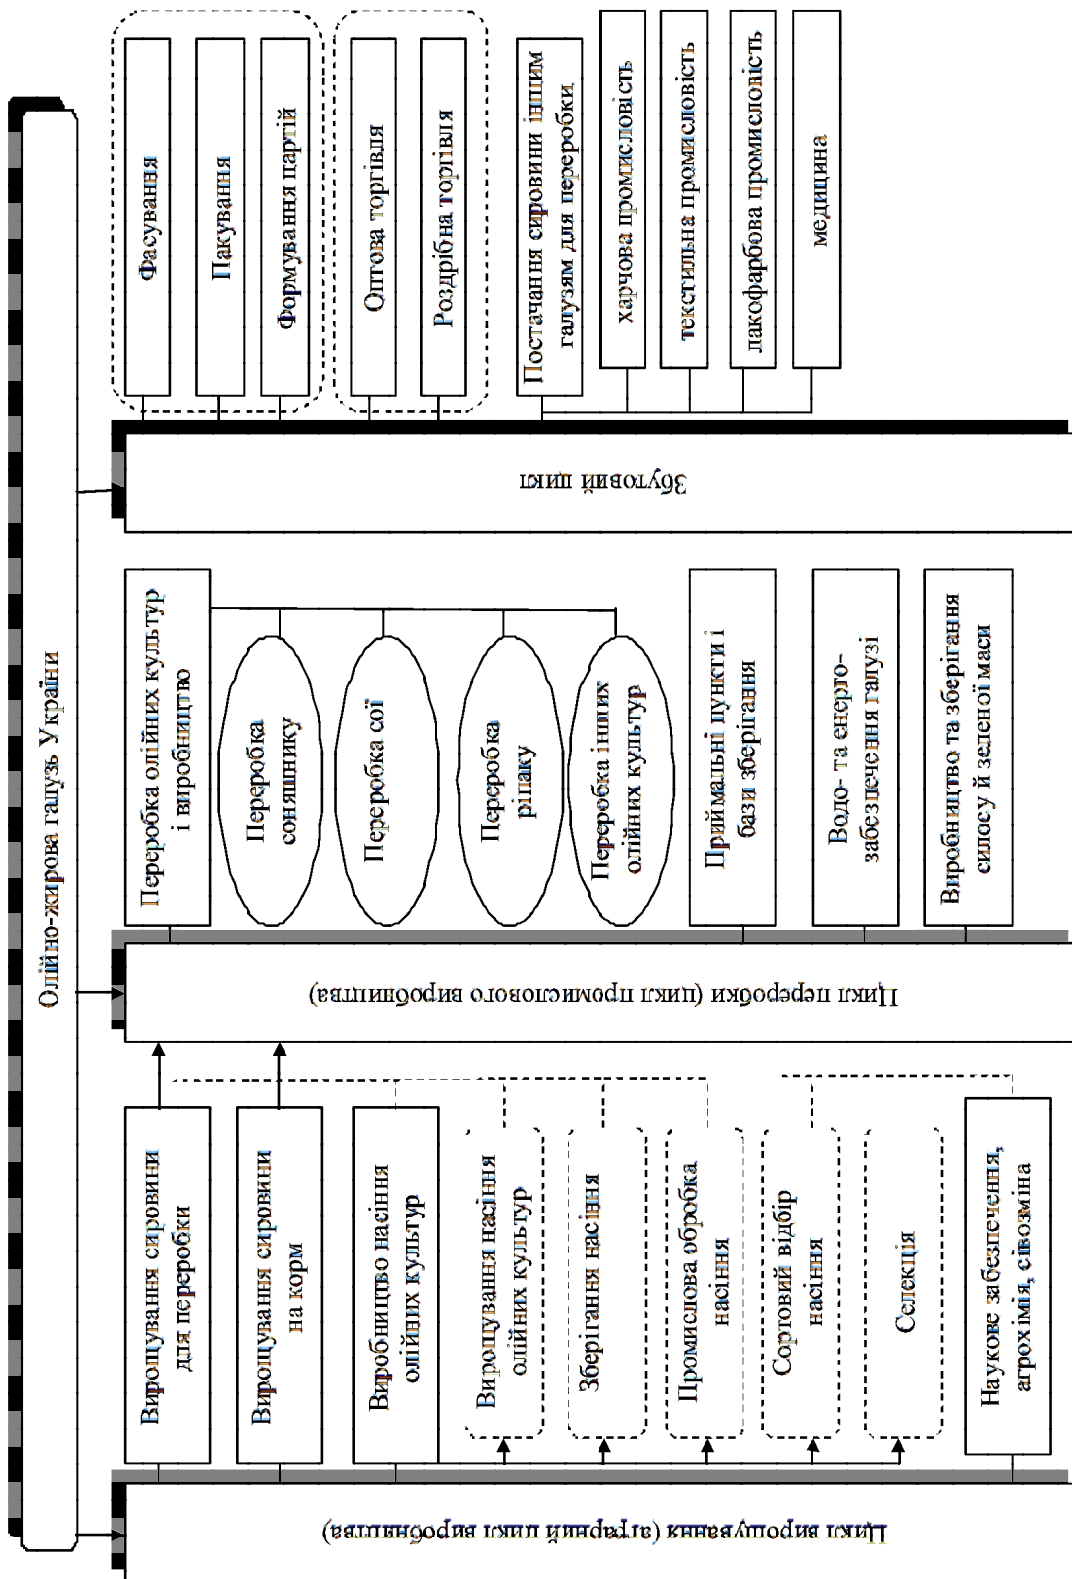 Олійно-жирова галузь України
Цикл вирощування (аграрний цикл виробництва)
Вирощування сировини
для переробки
Вирощування сировини
на корм
Виробництво насіння
олійних культур
Вирощування насіння
олійних культур
Зберігання насіння
Промислова обробка
насіння
Сортовий відбір
насіння
Селекція
Наукове забезпечення,
агрохімія, сівозміна
Цикл переробки (цикл промислового виробництва)
Переробка олійних культур
і виробництво
Переробка
соняшнику
Переробка сої
Переробка
ріпаку
Переробка інших
олійних культур
Приймальні пункти і
бази зберігання
Водо- та енерго-
забезпечення галузі
Виробництво та зберігання
силосу й зеленої маси
Збутовий цикл
Фасування
Пакування
Формування партій
Оптова торгівля
Роздрібна торгівля
Постачання сировини іншим
галузям для переробки
харчова промисловість
текстильна промисловість
лакофарбова промисловість
медицина